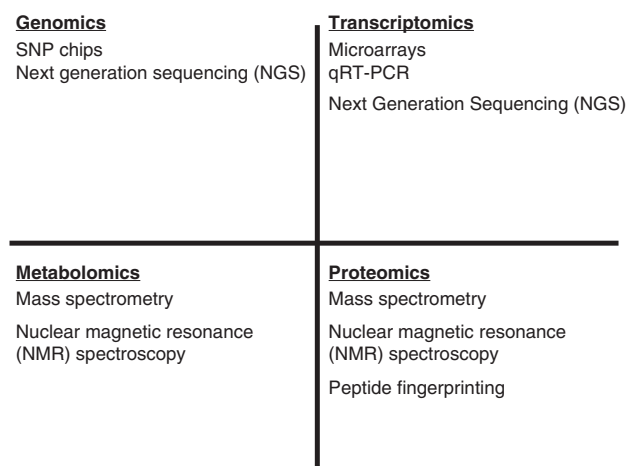 Genomics
SNP chips
Next generation sequencing (NGS)
Transcriptomics
Microarrays
qRT-PCR
Next Generation Sequencing (NGS)
Metabolomics
Mass spectrometry
Nuclear magnetic resonance
(NMR) spectroscopy
Proteomics
Mass spectrometry
Nuclear magnetic resonance
(NMR) spectroscopy
Peptide fingerprinting